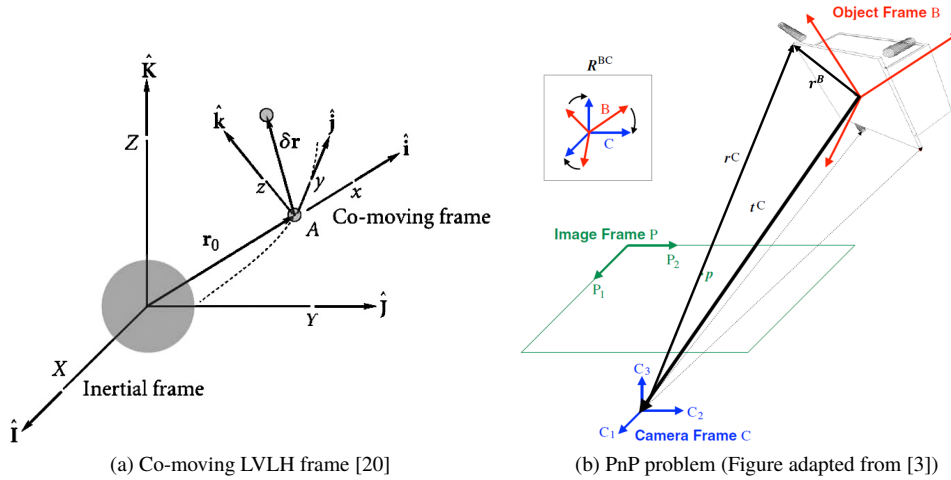 K̂
Z
k̂
δr
ĵ
î
z
y
x
A
Co-moving frame
r₀
Y
Ĵ
X
Inertial frame
Î
(a) Co-moving LVLH frame [20]
Object Frame B
R^BC
B
C
r^B
r^C
t^C
Image Frame P
P₂
P₁
p
C₃
C₂
C₁
Camera Frame C
(b) PnP problem (Figure adapted from [3])